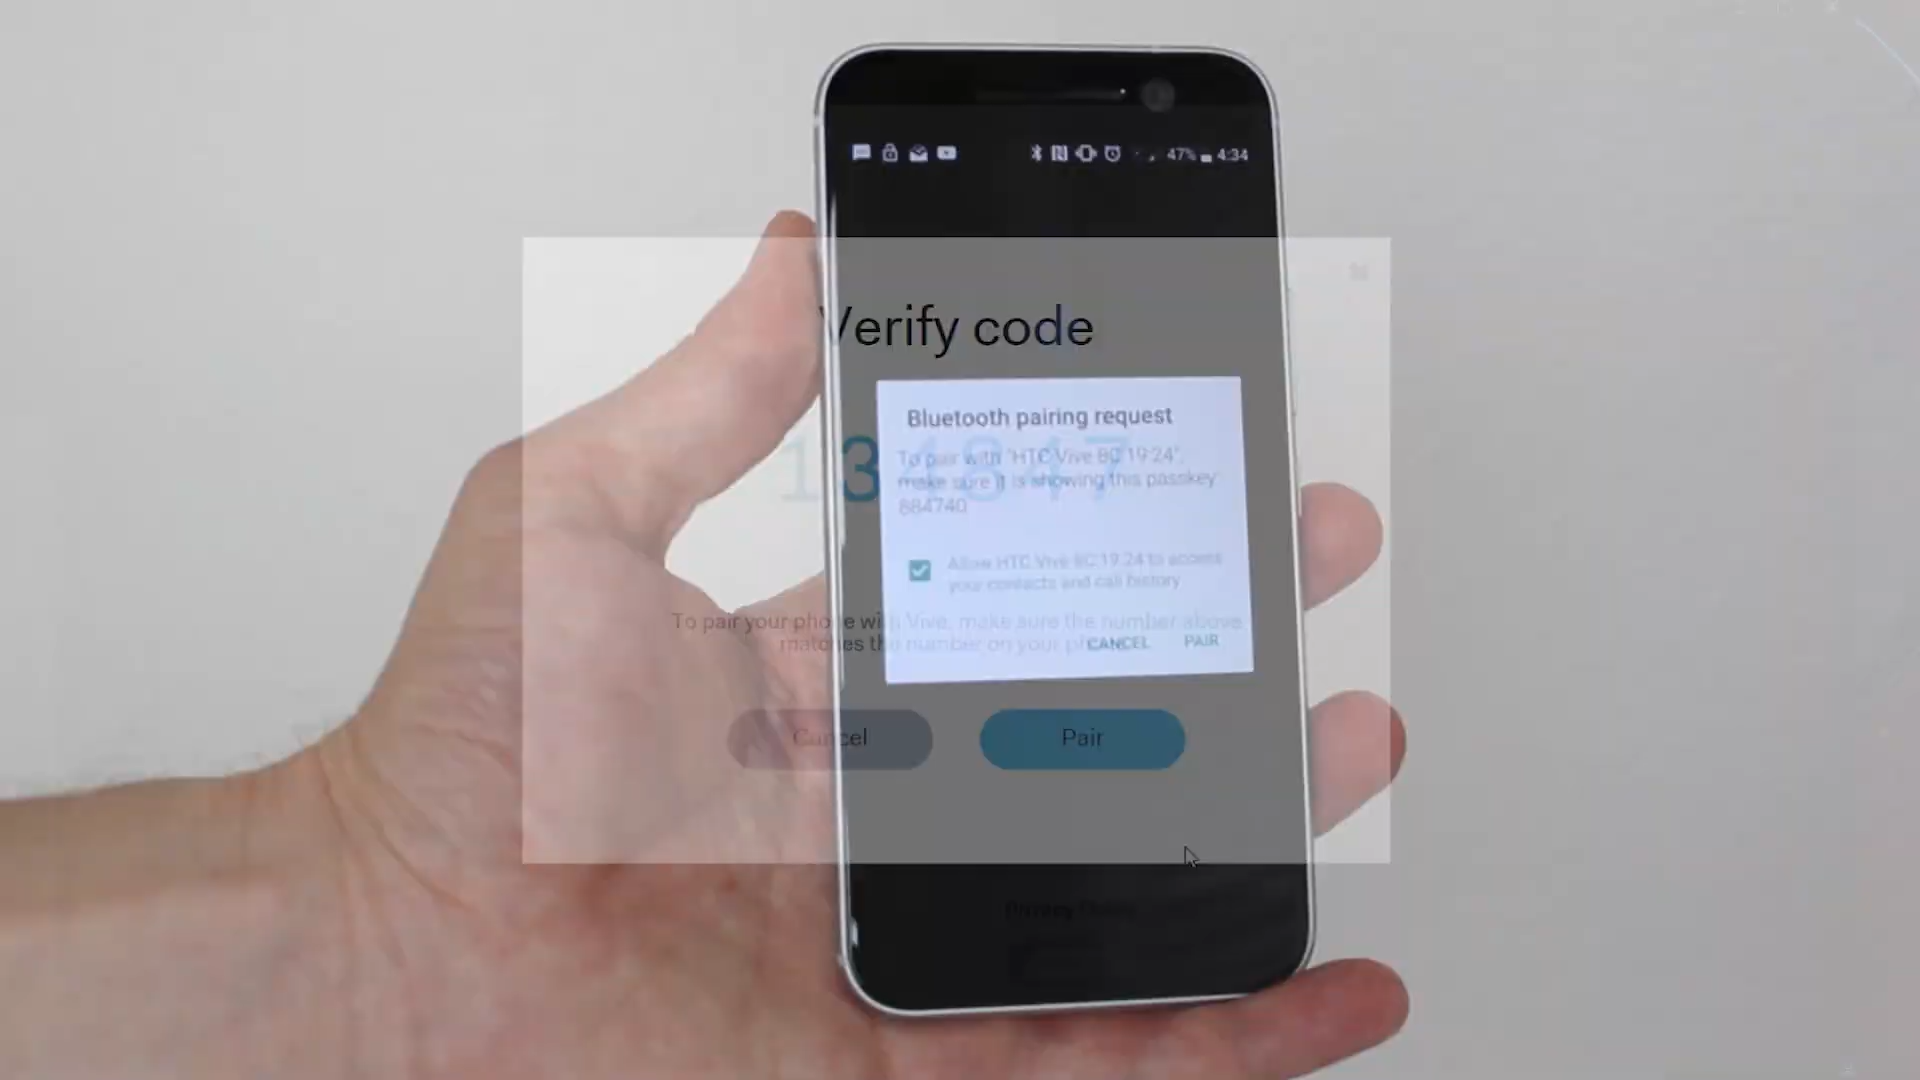 47% 4:34
Verify code
Bluetooth pairing request
To pair with "HTC Vive BC 19:24",
make sure it is showing this passkey:
884740
134847
Allow HTC Vive BC 19:24 to access
your contacts and call history
To pair your phone with Vive, make sure the number above
matches the number on your
CANCEL PAIR
Cancel Pair
Privacy